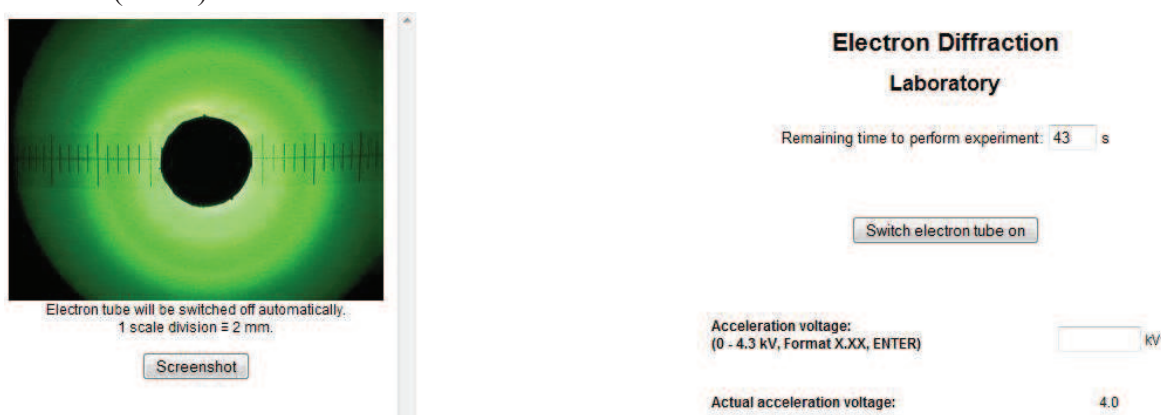 Electron Diffraction
Laboratory
Remaining time to perform experiment: 43 s
Switch electron tube on
Electron tube will be switched off automatically.
1 scale division ≡ 2 mm.
Screenshot
Acceleration voltage:
(0 - 4.3 kV, Format X.XX, ENTER)
kV
Actual acceleration voltage: 4.0